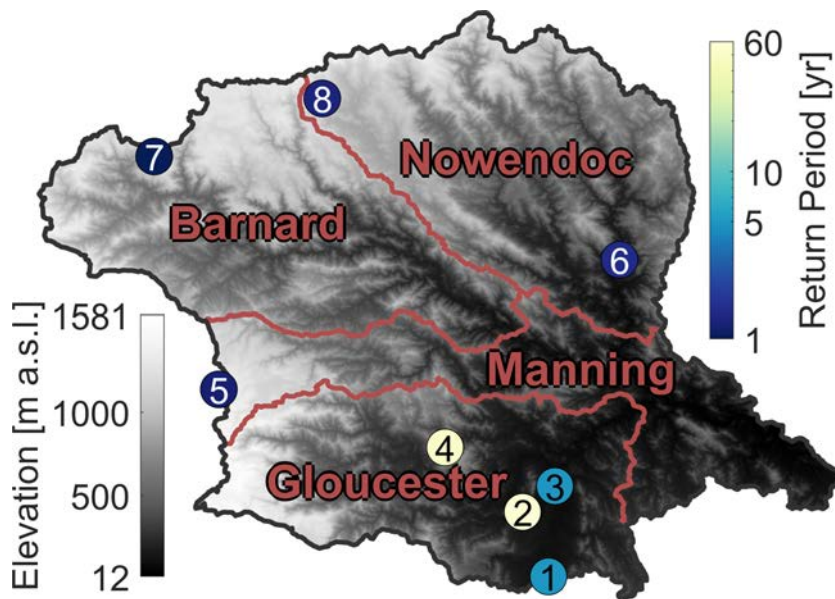 60
10
5
1
Return Period [yr]
8
Nowendoc
7
Barnard
6
1581
1000
500
12
Elevation [m a.s.l.]
Manning
5
4
Gloucester
3
2
1